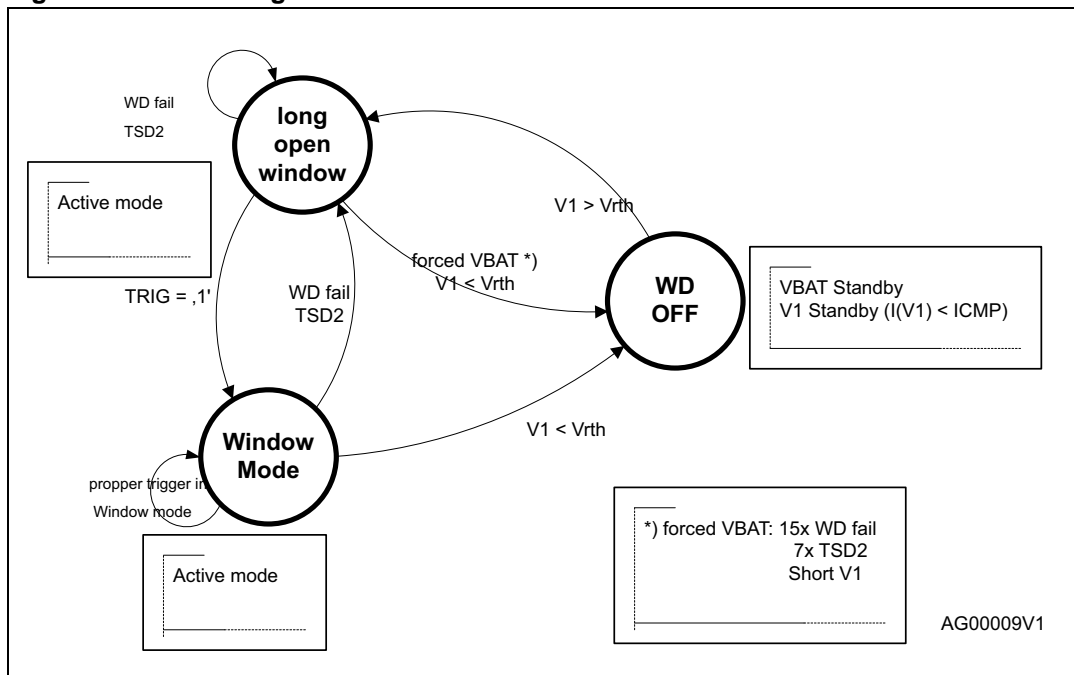 WD fail
TSD2
long
open
window
Active mode
V1 > Vrth
forced VBAT *)
V1 < Vrth
WD
OFF
VBAT Standby
V1 Standby (I(V1) < ICMP)
TRIG = ,1'
WD fail
TSD2
V1 < Vrth
Window
Mode
propper trigger in
Window mode
Active mode
*) forced VBAT: 15x WD fail
7x TSD2
Short V1
AG00009V1